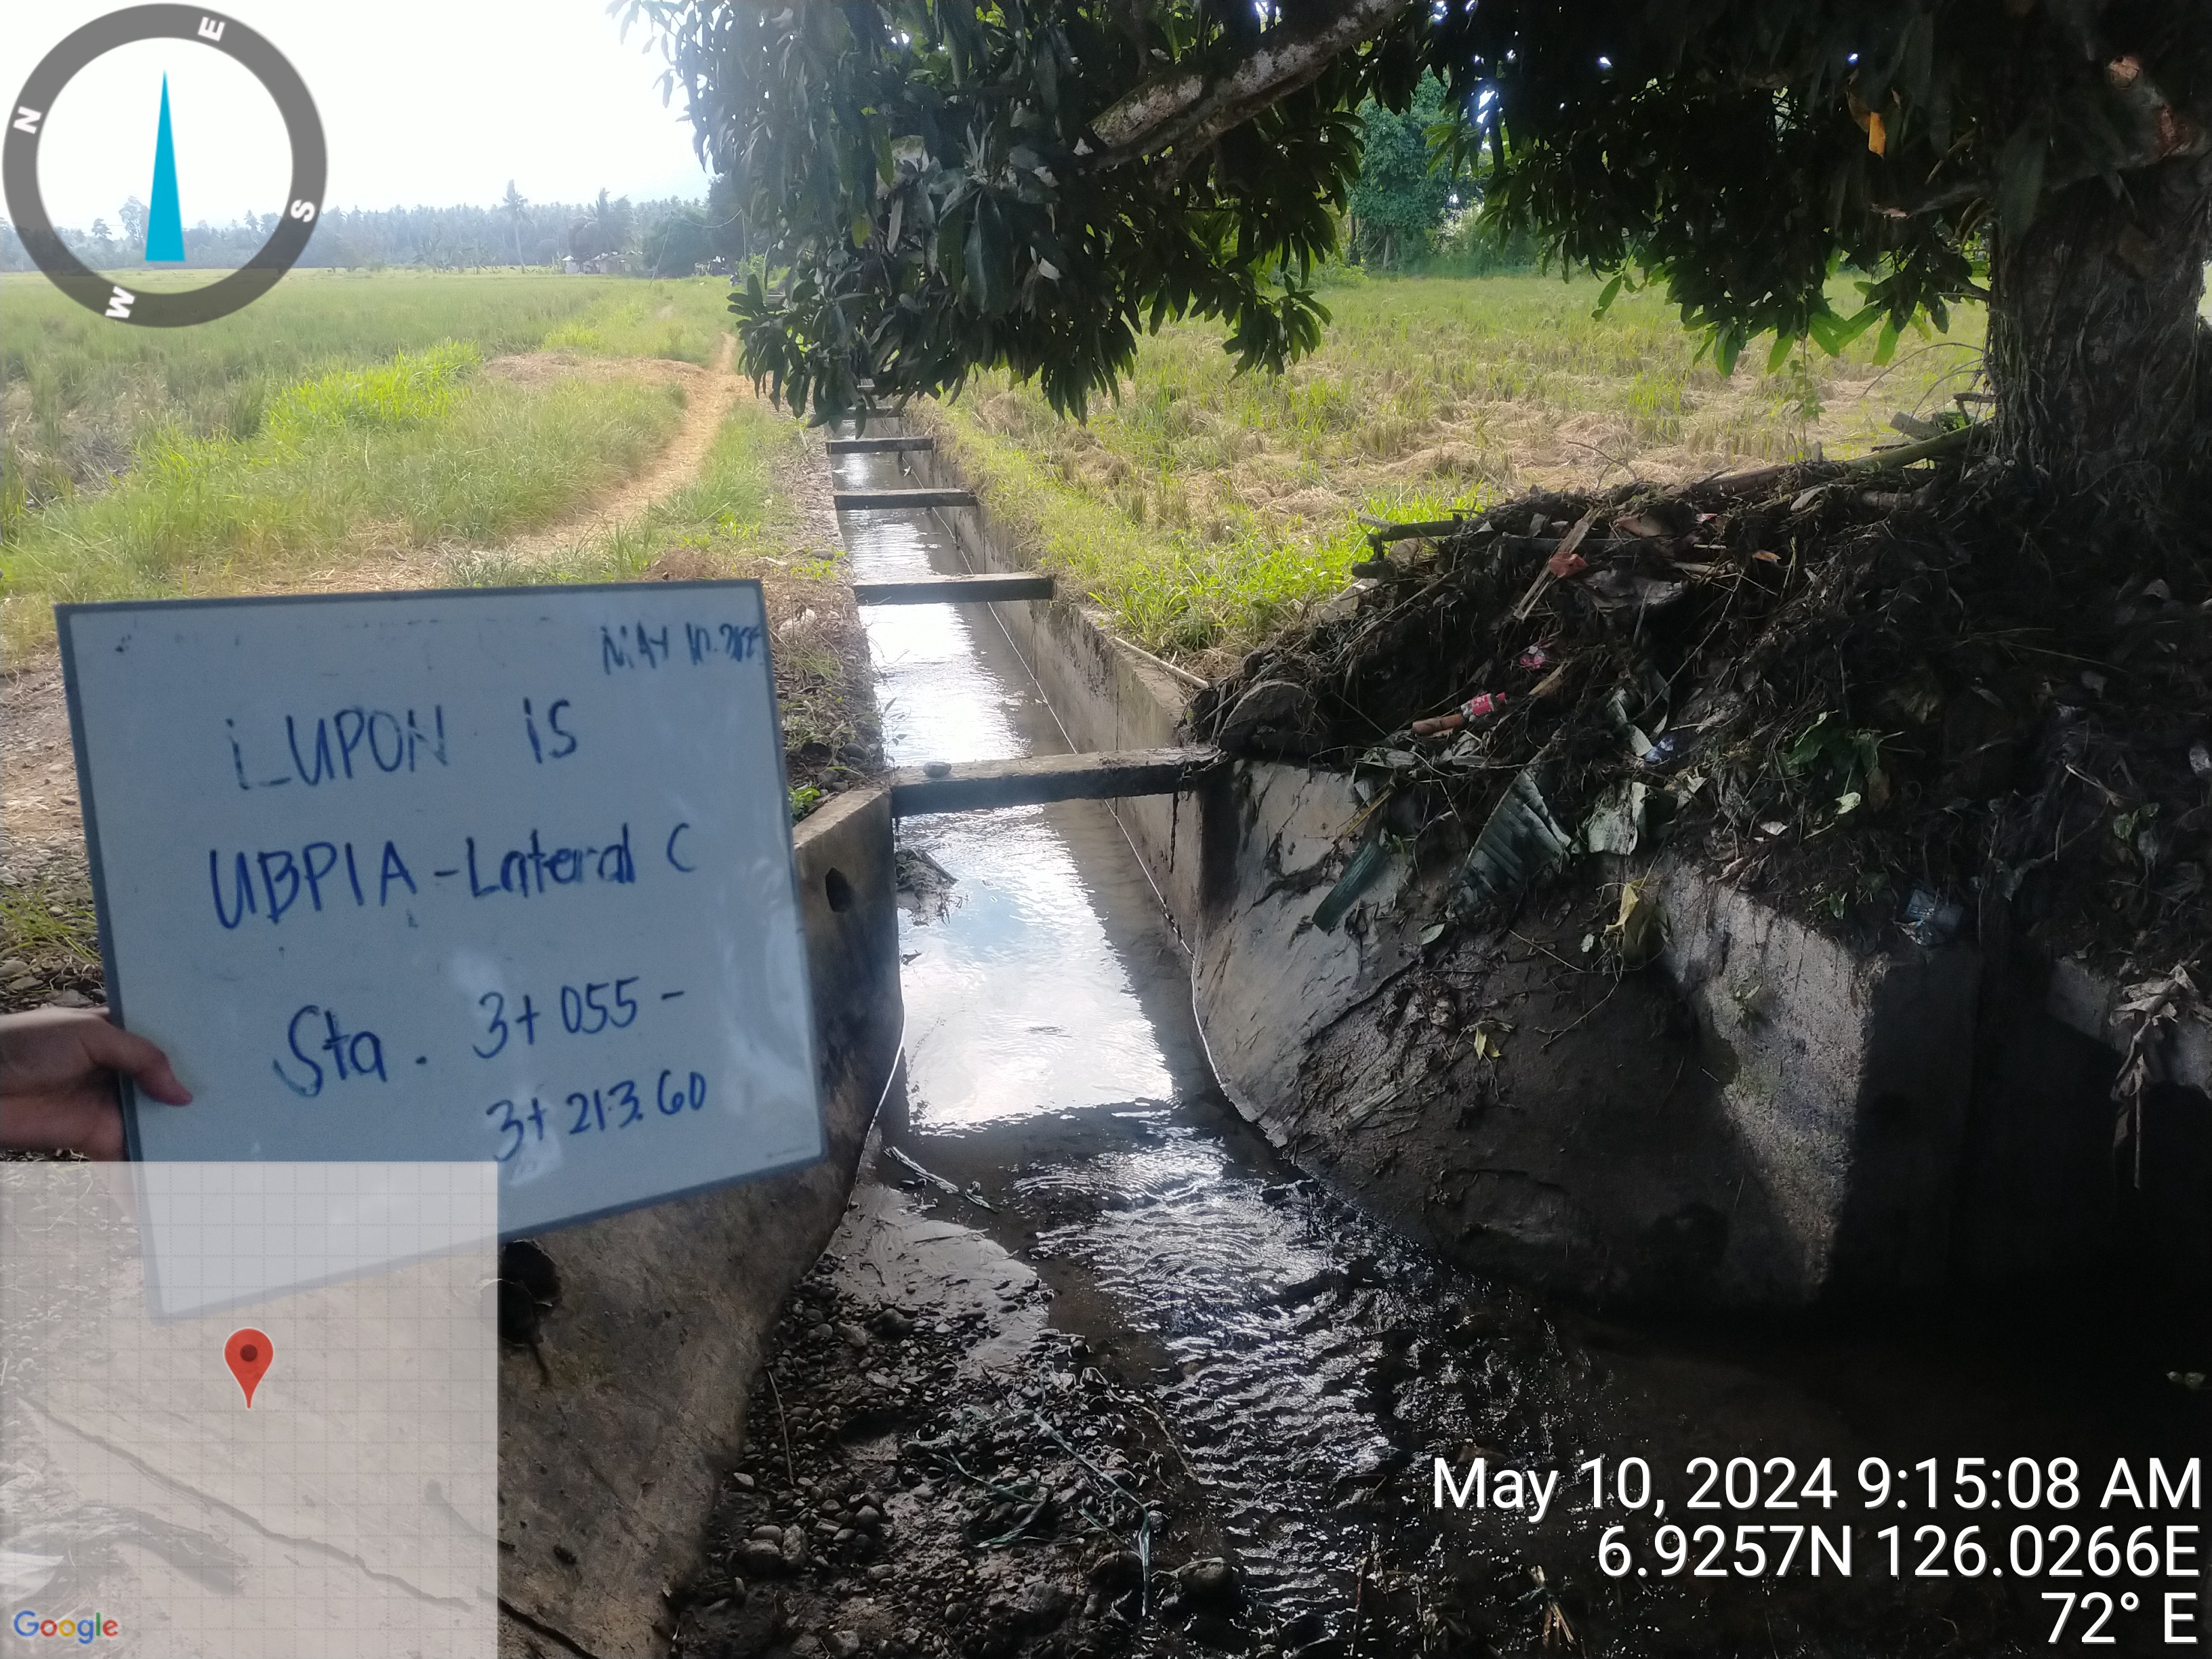 N
E
S
W
MAY 10, 2024
LUPON IS
UBPIA - Lateral C
Sta. 3+055 -
3+213.60
Google
May 10, 2024 9:15:08 AM
6.9257N 126.0266E
72° E